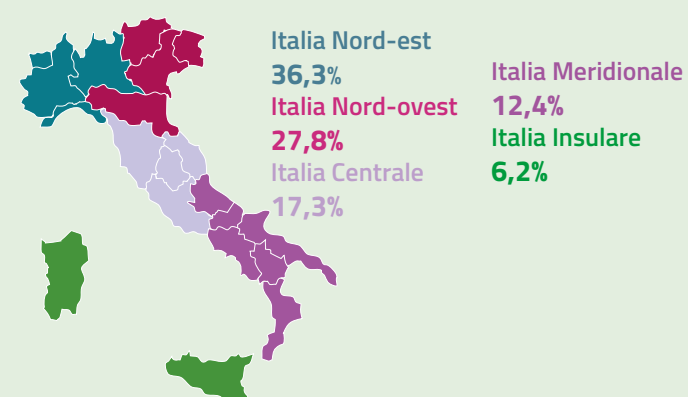 Italia Nord-est
36,3%
Italia Nord-ovest
27,8%
Italia Centrale
17,3%
Italia Meridionale
12,4%
Italia Insulare
6,2%